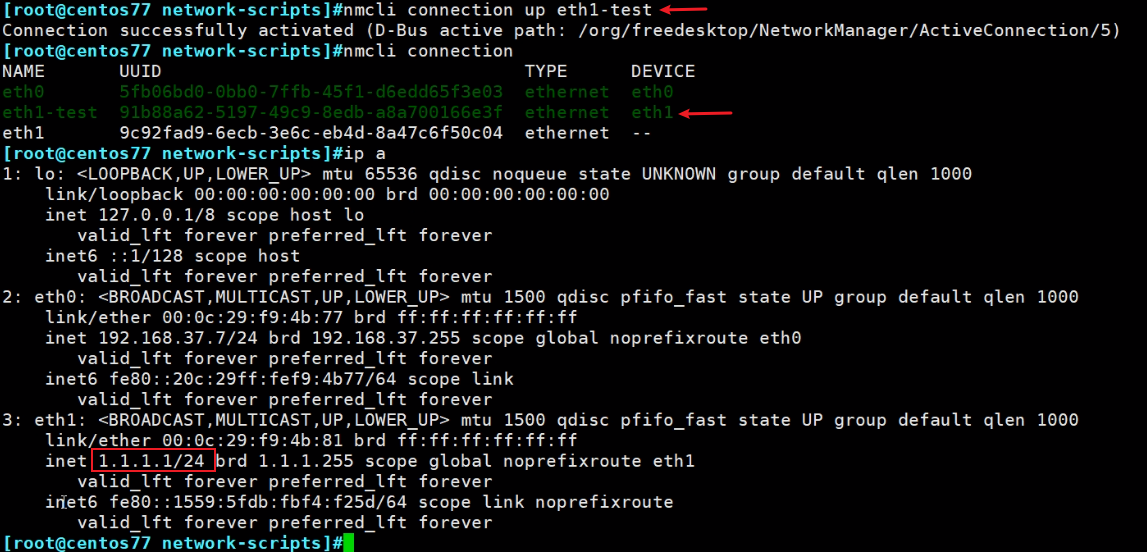 [root@centos77 network-scripts]#nmcli connection up eth1-test
Connection successfully activated (D-Bus active path: /org/freedesktop/NetworkManager/ActiveConnection/5)
[root@centos77 network-scripts]#nmcli connection
NAME       UUID                                  TYPE      DEVICE
eth0       5fb06bd0-0bb0-7ffb-45f1-d6edd65f3e03  ethernet  eth0
eth1-test  91b88a62-5197-49c9-8edb-a8a700166e3f  ethernet  eth1
eth1       9c92fad9-6ecb-3e6c-eb4d-8a47c6f50c04  ethernet  --
[root@centos77 network-scripts]#ip a
1: lo: <LOOPBACK,UP,LOWER_UP> mtu 65536 qdisc noqueue state UNKNOWN group default qlen 1000
    link/loopback 00:00:00:00:00:00 brd 00:00:00:00:00:00
    inet 127.0.0.1/8 scope host lo
       valid_lft forever preferred_lft forever
    inet6 ::1/128 scope host
       valid_lft forever preferred_lft forever
2: eth0: <BROADCAST,MULTICAST,UP,LOWER_UP> mtu 1500 qdisc pfifo_fast state UP group default qlen 1000
    link/ether 00:0c:29:f9:4b:77 brd ff:ff:ff:ff:ff:ff
    inet 192.168.37.7/24 brd 192.168.37.255 scope global noprefixroute eth0
       valid_lft forever preferred_lft forever
    inet6 fe80::20c:29ff:fef9:4b77/64 scope link
       valid_lft forever preferred_lft forever
3: eth1: <BROADCAST,MULTICAST,UP,LOWER_UP> mtu 1500 qdisc pfifo_fast state UP group default qlen 1000
    link/ether 00:0c:29:f9:4b:81 brd ff:ff:ff:ff:ff:ff
    inet 1.1.1.1/24 brd 1.1.1.255 scope global noprefixroute eth1
       valid_lft forever preferred_lft forever
    inet6 fe80::1559:5fdb:fbf4:f25d/64 scope link noprefixroute
       valid_lft forever preferred_lft forever
[root@centos77 network-scripts]#